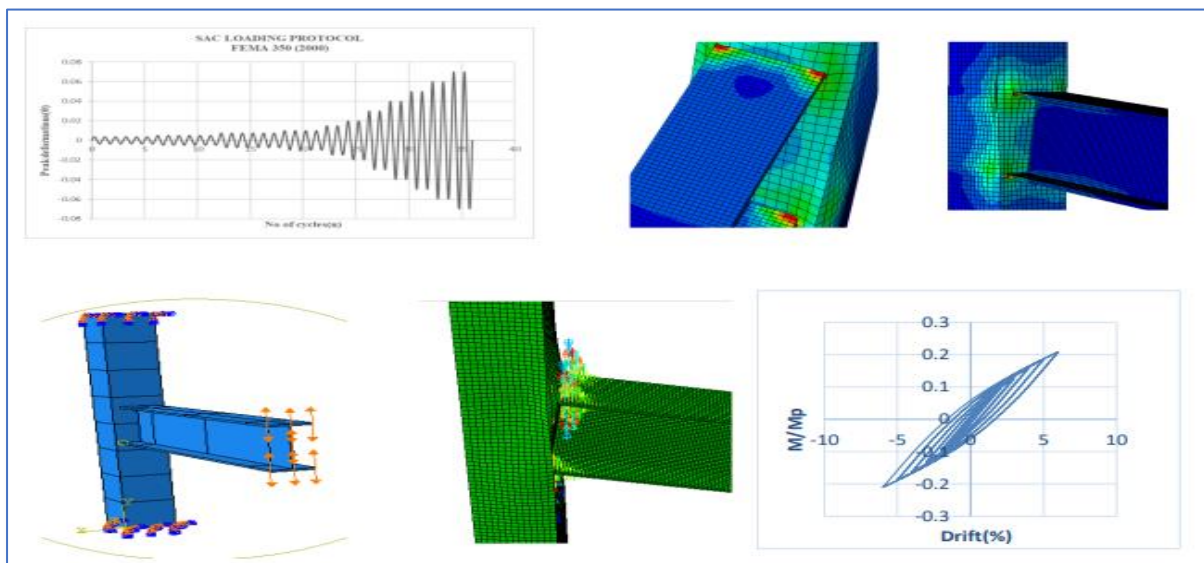 SAC LOADING PROTOCOL
FEMA 350 (2000)
0.08
0.06
0.04
0.02
0
-0.02
-0.04
-0.06
-0.08
0 5 10 15 20 25 30 35 40
Peak deformations(θ)
No of cycles(n)
0.3
0.2
0.1
0
-0.1
-0.2
-0.3
-10 -5 0 5 10
M/Mp
Drift(%)